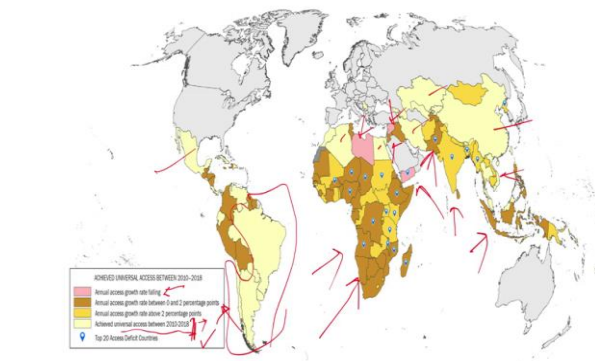 ACHIEVED UNIVERSAL ACCESS BETWEEN 2010-2018
Annual access growth rate falling
Annual access growth rate between 0 and 2 percentage points
Annual access growth rate above 2 percentage points
Achieved universal access between 2010-2018
Top 20 Access Deficit Countries